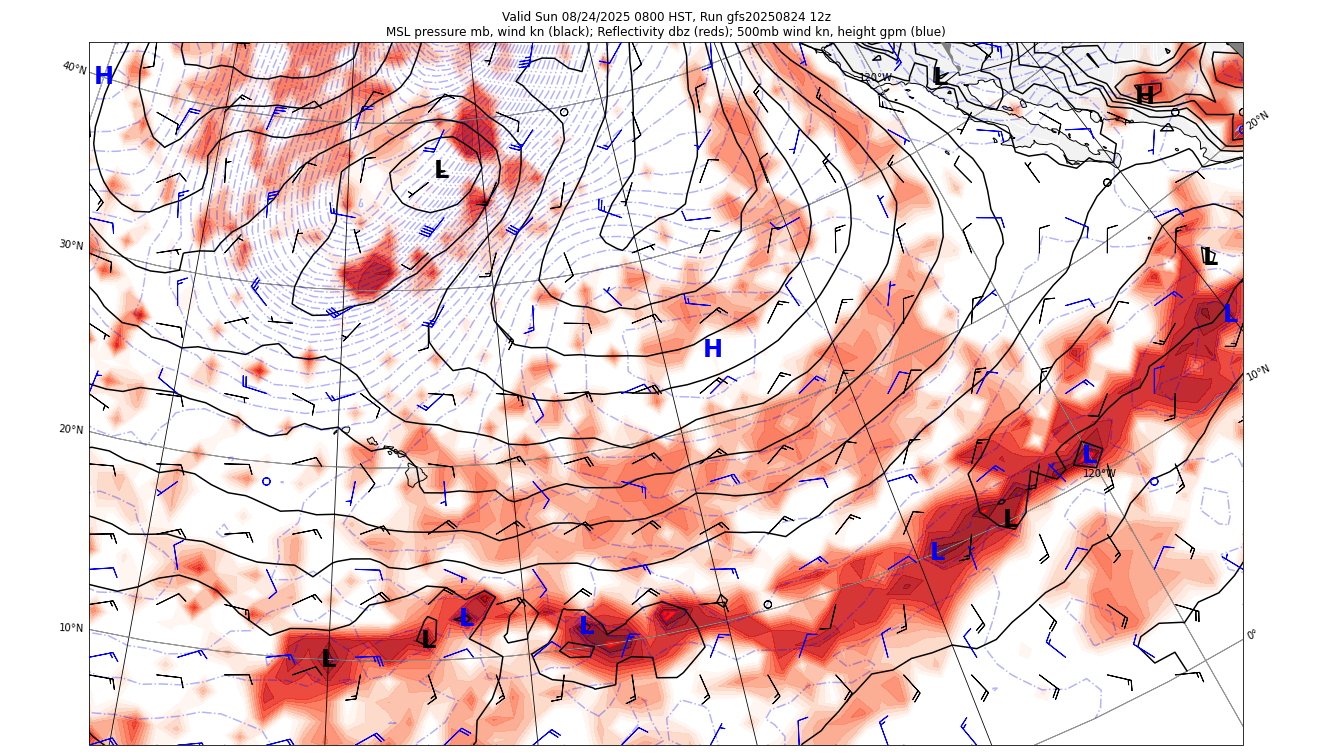 Valid Sun 08/24/2025 0800 HST, Run gfs20250824 12z
MSL pressure mb, wind kn (black); Reflectivity dbz (reds); 500mb wind kn, height gpm (blue)
40°N
H
120°W
L
H
20°N
L
30°N
L
L
H
10°N
20°N
L
120°W
L
L
10°N
L
L
L
L
0°